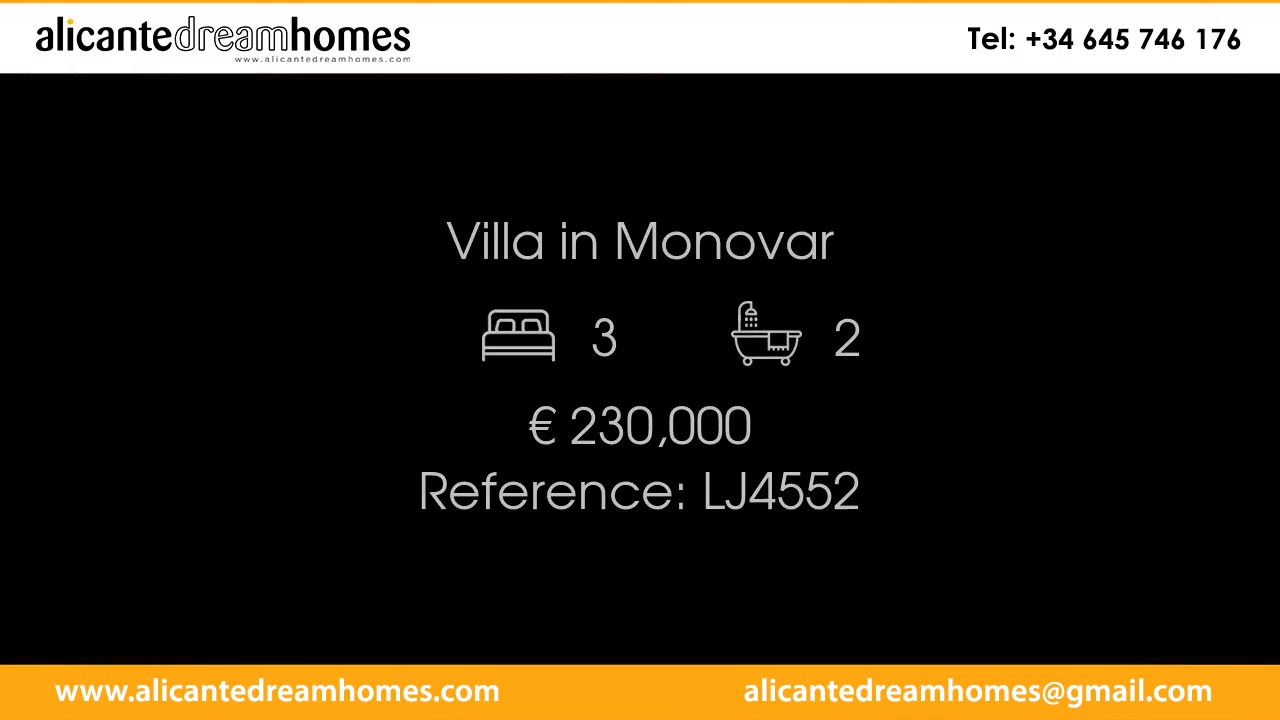 alicantedreamhomes
www.alicantedreamhomes.com
Tel: +34 645 746 176
Villa in Monovar
3 2
€ 230,000
Reference: LJ4552
www.alicantedreamhomes.com alicantedreamhomes@gmail.com